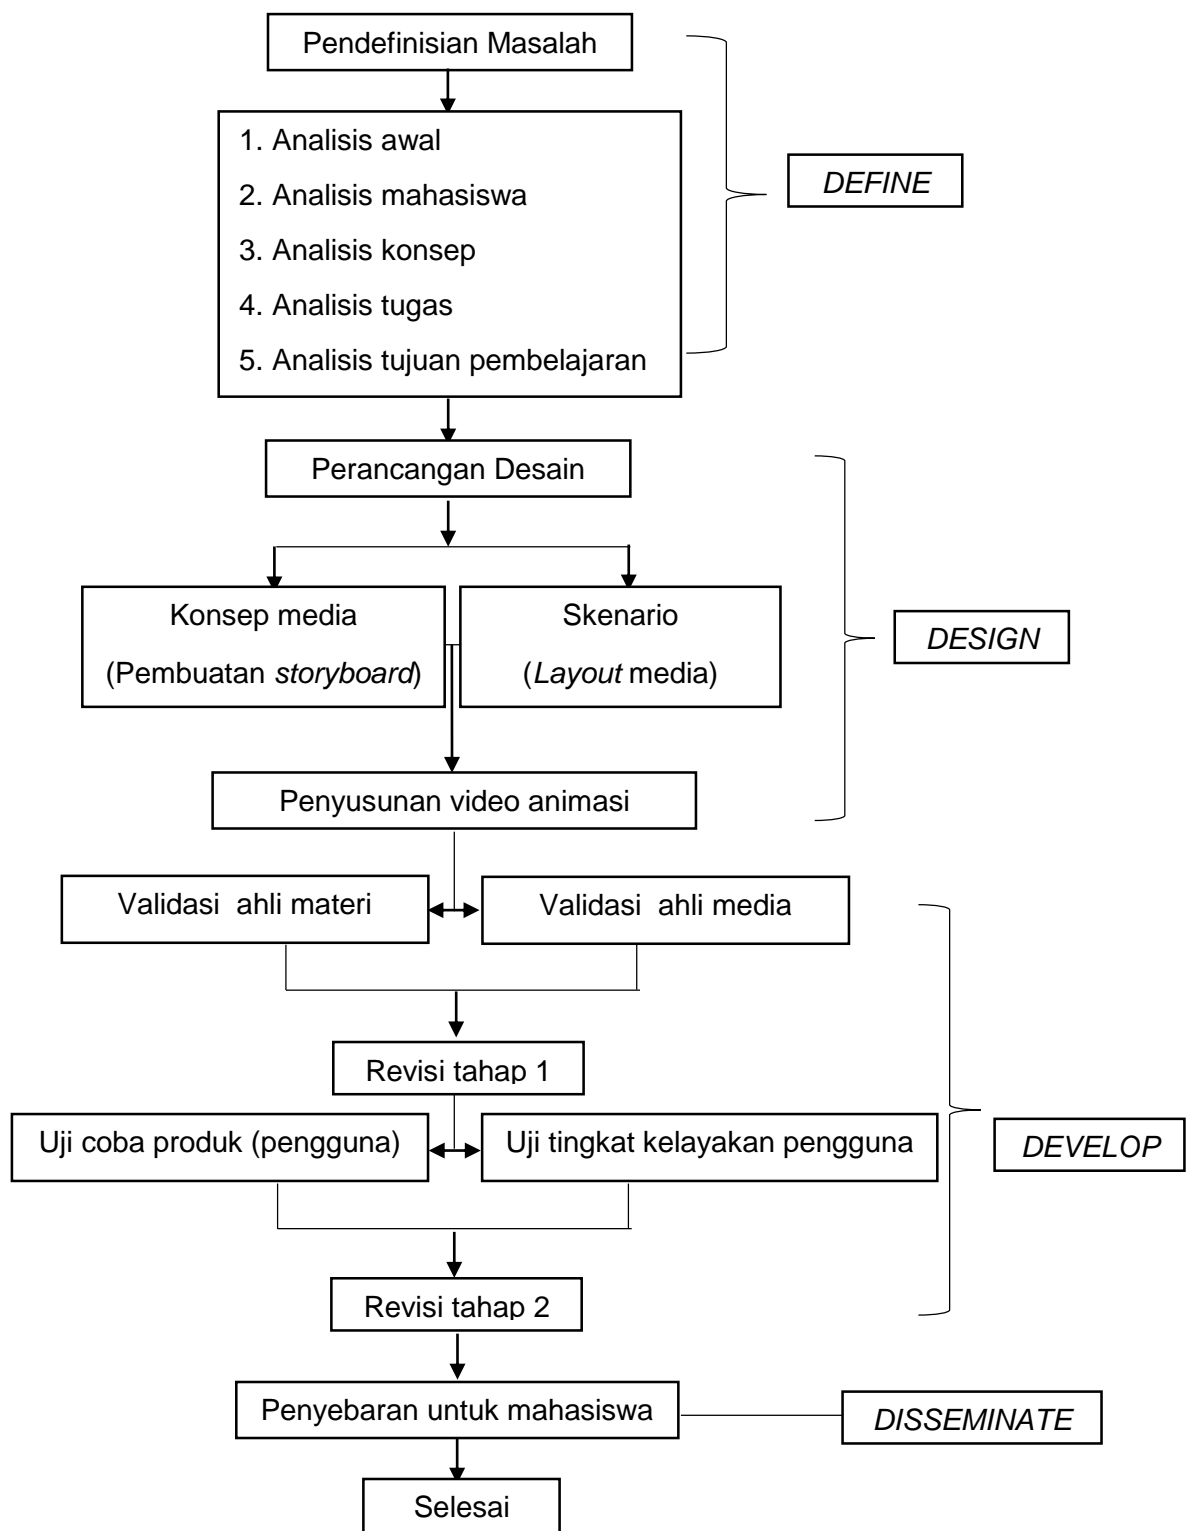 Pendefinisian Masalah
1. Analisis awal
2. Analisis mahasiswa
3. Analisis konsep
4. Analisis tugas
5. Analisis tujuan pembelajaran
DEFINE
Perancangan Desain
Konsep media
(Pembuatan storyboard)
Skenario
(Layout media)
DESIGN
Penyusunan video animasi
Validasi ahli materi
Validasi ahli media
Revisi tahap 1
Uji coba produk (pengguna)
Uji tingkat kelayakan pengguna
DEVELOP
Revisi tahap 2
Penyebaran untuk mahasiswa
DISSEMINATE
Selesai